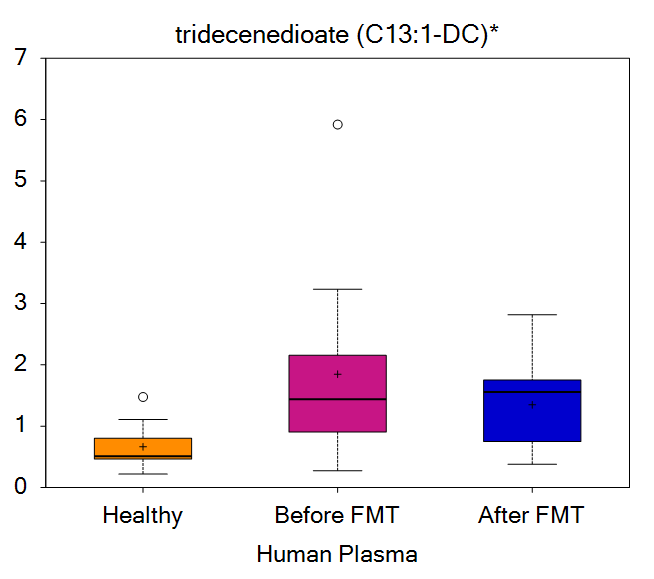 tridecenedioate (C13:1-DC)*
7
6
5
4
3
2
1
0
Healthy Before FMT After FMT
Human Plasma